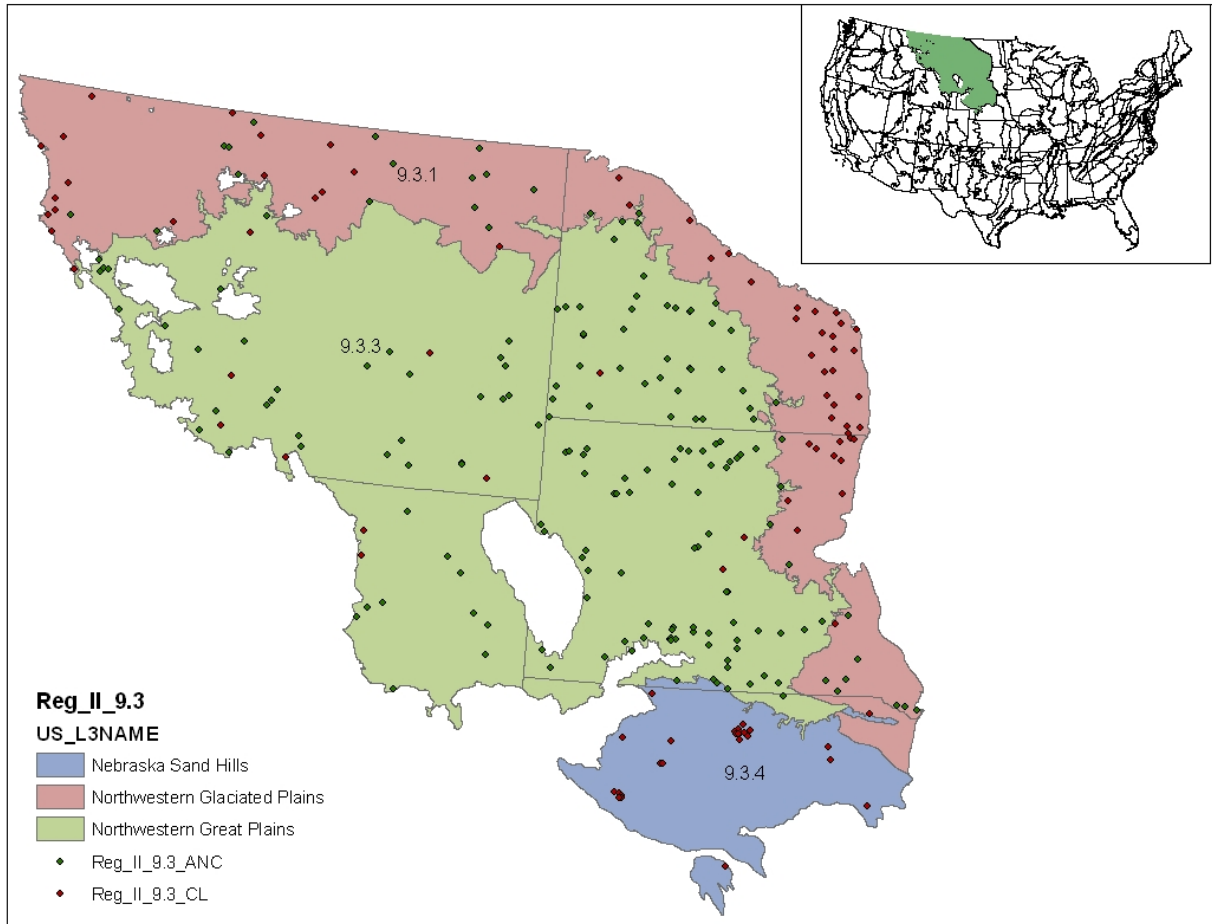 9.3.1
9.3.3
9.3.4
Reg_II_9.3
US_L3NAME
Nebraska Sand Hills
Northwestern Glaciated Plains
Northwestern Great Plains
Reg_II_9.3_ANC
Reg_II_9.3_CL